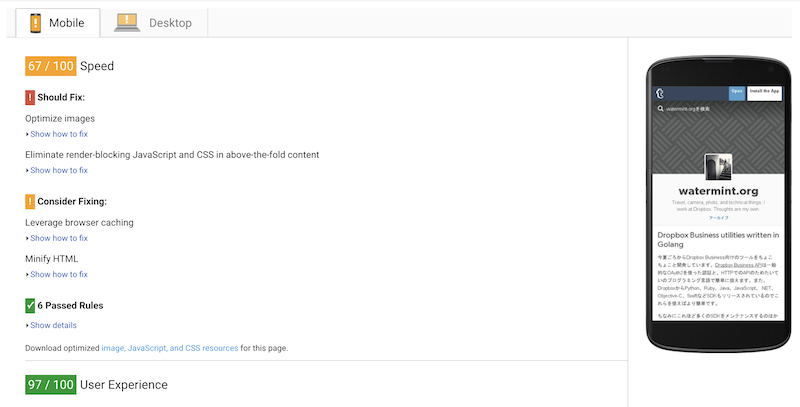 Mobile
Desktop
67 / 100 Speed
! Should Fix:
Optimize images
Show how to fix
Eliminate render-blocking JavaScript and CSS in above-the-fold content
Show how to fix
! Consider Fixing:
Leverage browser caching
Show how to fix
Minify HTML
Show how to fix
6 Passed Rules
Show details
Download optimized image, JavaScript, and CSS resources for this page.
97 / 100 User Experience
t
Open
Install the App
watermint.orgを検索
watermint.org
Travel, camera, photo, and technical things. I
work at Dropbox. Thoughts are my own.
アーカイブ
Dropbox Business utilities written in
Golang
今夏ごろからDropbox Business向けのツールをちょこ
ちょこと開発しています。Dropbox Business APIは一般
的なOAuth2を使った認証と、HTTPでのAPIのためたいて
いのプログラミング言語で簡単に扱えます。また、
DropboxからPython、Ruby、Java、JavaScript、.NET、
Objective-C、SwiftなどSDKもリリースされているのでこ
れらを使えばより簡単です。
ちなみにこれほど多くのSDKをメンテナンスするのはか